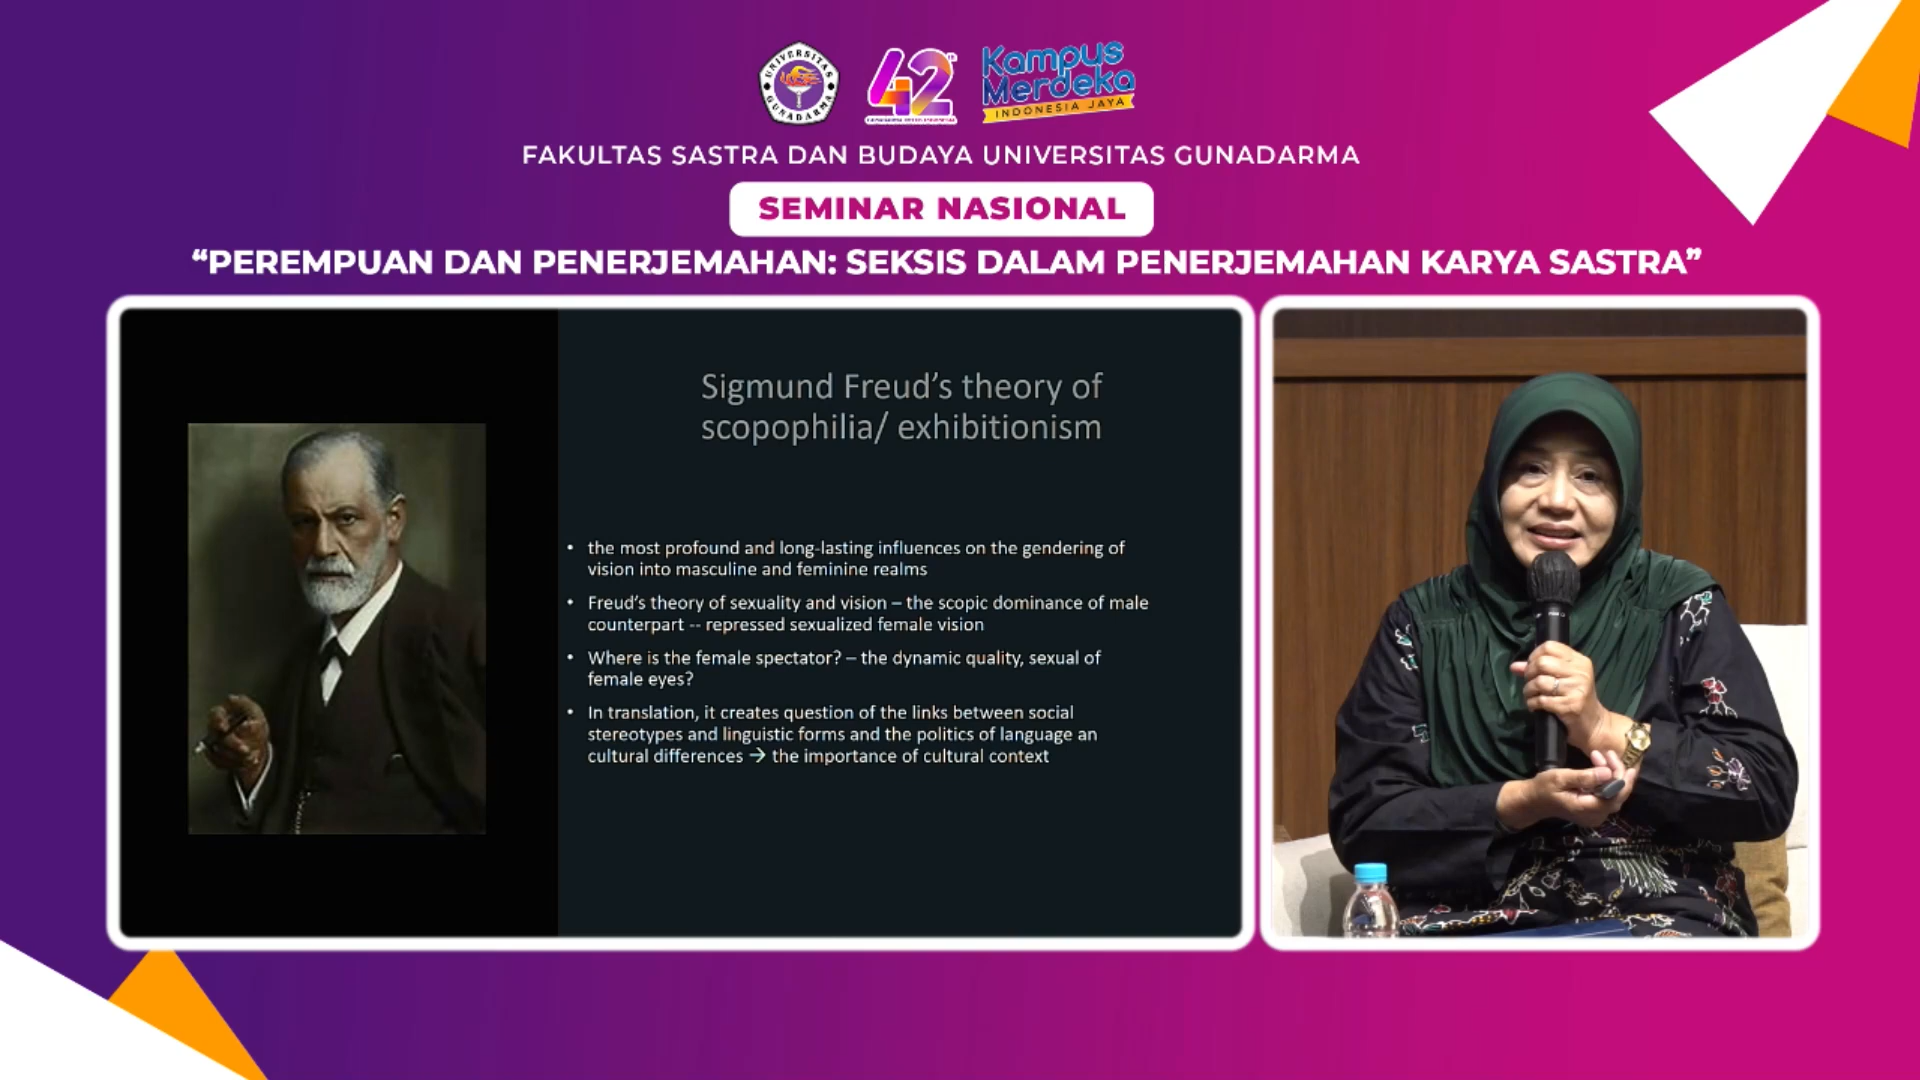 UNIVERSITAS
GUNADARMA
42
Kampus
Merdeka
INDONESIA JAYA
FAKULTAS SASTRA DAN BUDAYA UNIVERSITAS GUNADARMA
SEMINAR NASIONAL
“PEREMPUAN DAN PENERJEMAHAN: SEKSIS DALAM PENERJEMAHAN KARYA SASTRA”
Sigmund Freud’s theory of
scopophilia/ exhibitionism
• the most profound and long-lasting influences on the gendering of
vision into masculine and feminine realms
• Freud’s theory of sexuality and vision – the scopic dominance of male
counterpart -- repressed sexualized female vision
• Where is the female spectator? – the dynamic quality, sexual of
female eyes?
• In translation, it creates question of the links between social
stereotypes and linguistic forms and the politics of language an
cultural differences → the importance of cultural context